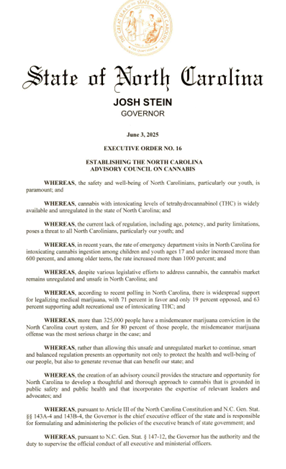 State of North Carolina
JOSH STEIN
GOVERNOR
June 3, 2025
EXECUTIVE ORDER NO. 16
ESTABLISHING THE NORTH CAROLINA
ADVISORY COUNCIL ON CANNABIS
WHEREAS, the safety and well-being of North Carolinians, particularly our youth, is
paramount; and
WHEREAS, cannabis with intoxicating levels of tetrahydrocannabinol (THC) is widely
available and unregulated in the state of North Carolina; and
WHEREAS, the current lack of regulation, including age, potency, and purity limitations,
poses a threat to all North Carolinians, particularly our youth; and
WHEREAS, in recent years, the rate of emergency department visits in North Carolina for
intoxicating cannabis ingestion among children and youth ages 17 and under increased more than
600 percent, and among older teens, the rate increased more than 1000 percent; and
WHEREAS, despite various legislative efforts to address cannabis, the cannabis market
remains unregulated and unsafe in North Carolina; and
WHEREAS, according to recent polling in North Carolina, there is widespread support
for legalizing medical marijuana, with 71 percent in favor and only 19 percent opposed, and 63
percent supporting adult recreational use of intoxicating THC; and
WHEREAS, more than 325,000 people have a misdemeanor marijuana conviction in the
North Carolina court system, and for 80 percent of those people, the misdemeanor marijuana
offense was the most serious charge in the case; and
WHEREAS, rather than allowing this unsafe and unregulated market to continue, smart
and balanced regulation presents an opportunity not only to protect the health and well-being of
our people, but also to generate revenue that can benefit our state; and
WHEREAS, the creation of an advisory council provides the structure and opportunity for
North Carolina to develop a thoughtful and thorough approach to cannabis that is grounded in
public safety and public health and that incorporates the expertise of relevant leaders and
advocates; and
WHEREAS, pursuant to Article III of the North Carolina Constitution and N.C. Gen. Stat.
§§ 143A-4 and 143B-4, the Governor is the chief executive officer of the state and is responsible
for formulating and administering the policies of the executive branch of state government; and
WHEREAS, pursuant to N.C. Gen. Stat. § 147-12, the Governor has the authority and the
duty to supervise the official conduct of all executive and ministerial officers.